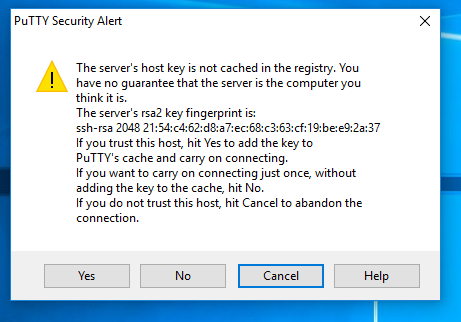 PuTTY Security Alert
The server's host key is not cached in the registry. You
have no guarantee that the server is the computer you
think it is.
The server's rsa2 key fingerprint is:
ssh-rsa 2048 21:54:c4:62:d8:a7:ec:68:c3:63:cf:19:be:e9:2a:37
If you trust this host, hit Yes to add the key to
PuTTY's cache and carry on connecting.
If you want to carry on connecting just once, without
adding the key to the cache, hit No.
If you do not trust this host, hit Cancel to abandon the
connection.
Yes No Cancel Help